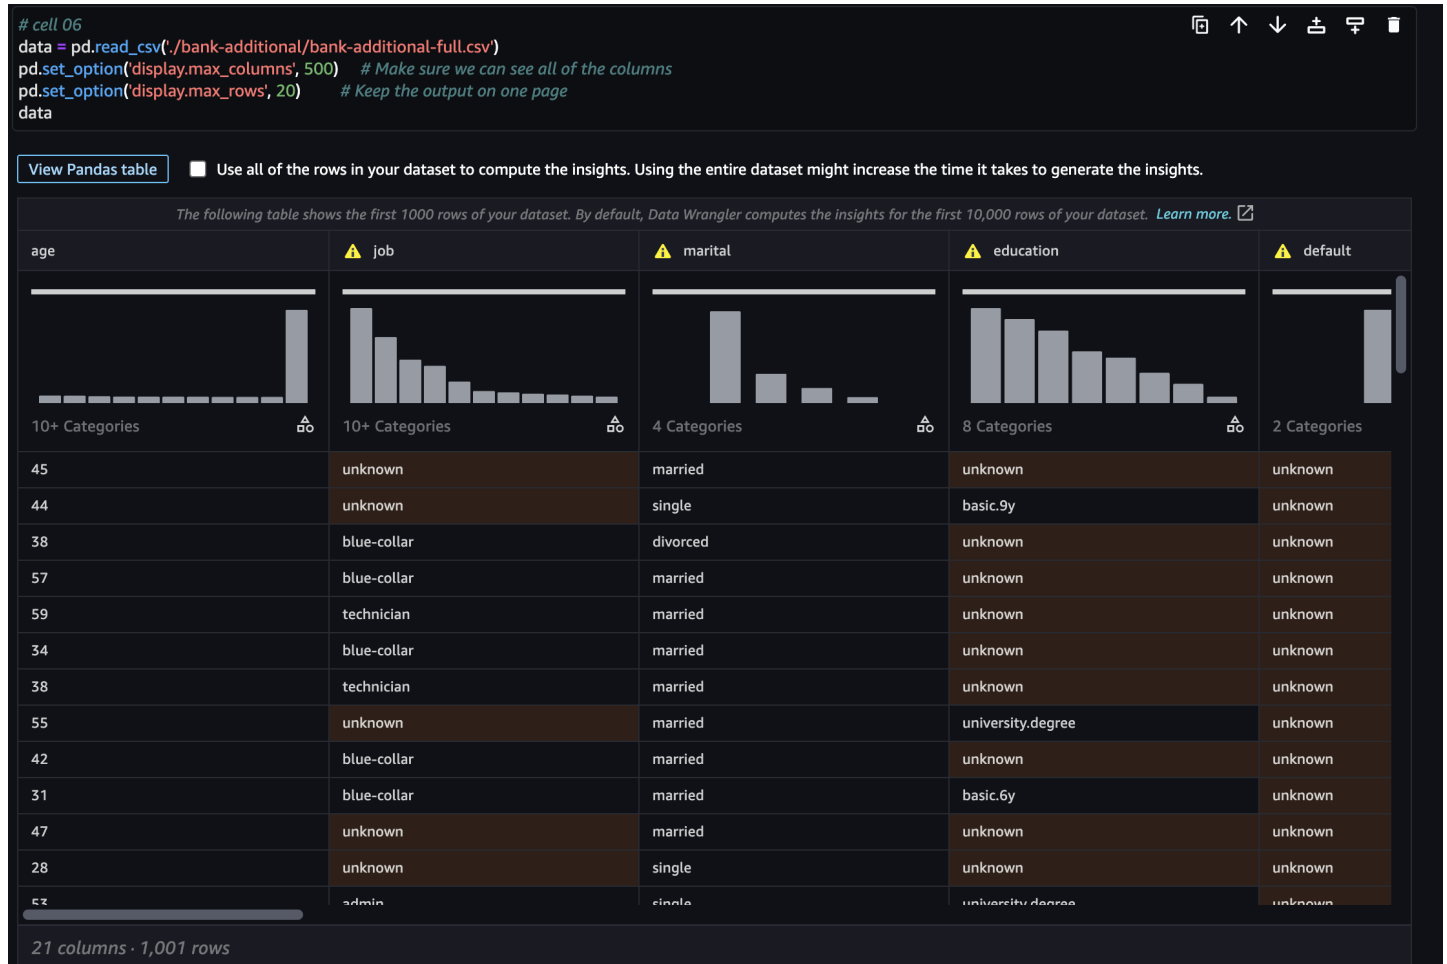 # cell 06
data = pd.read_csv('./bank-additional/bank-additional-full.csv')
pd.set_option('display.max_columns', 500)    # Make sure we can see all of the columns
pd.set_option('display.max_rows', 20)    # Keep the output on one page
data
View Pandas table Use all of the rows in your dataset to compute the insights. Using the entire dataset might increase the time it takes to generate the insights.
The following table shows the first 1000 rows of your dataset. By default, Data Wrangler computes the insights for the first 10,000 rows of your dataset. Learn more.
age job marital education default
10+ Categories 10+ Categories 4 Categories 8 Categories 2 Categories
45 unknown married unknown unknown
44 unknown single basic.9y unknown
38 blue-collar divorced unknown unknown
57 blue-collar married unknown unknown
59 technician married unknown unknown
34 blue-collar married unknown unknown
38 technician married unknown unknown
55 unknown married university.degree unknown
42 blue-collar married unknown unknown
31 blue-collar married basic.6y unknown
47 unknown married unknown unknown
28 unknown single unknown unknown
53 admin. single university.degree unknown
21 columns · 1,001 rows